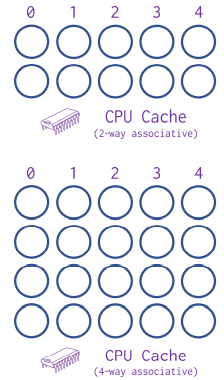 0 1 2 3 4
CPU Cache
(2-way associative)
0 1 2 3 4
CPU Cache
(4-way associative)